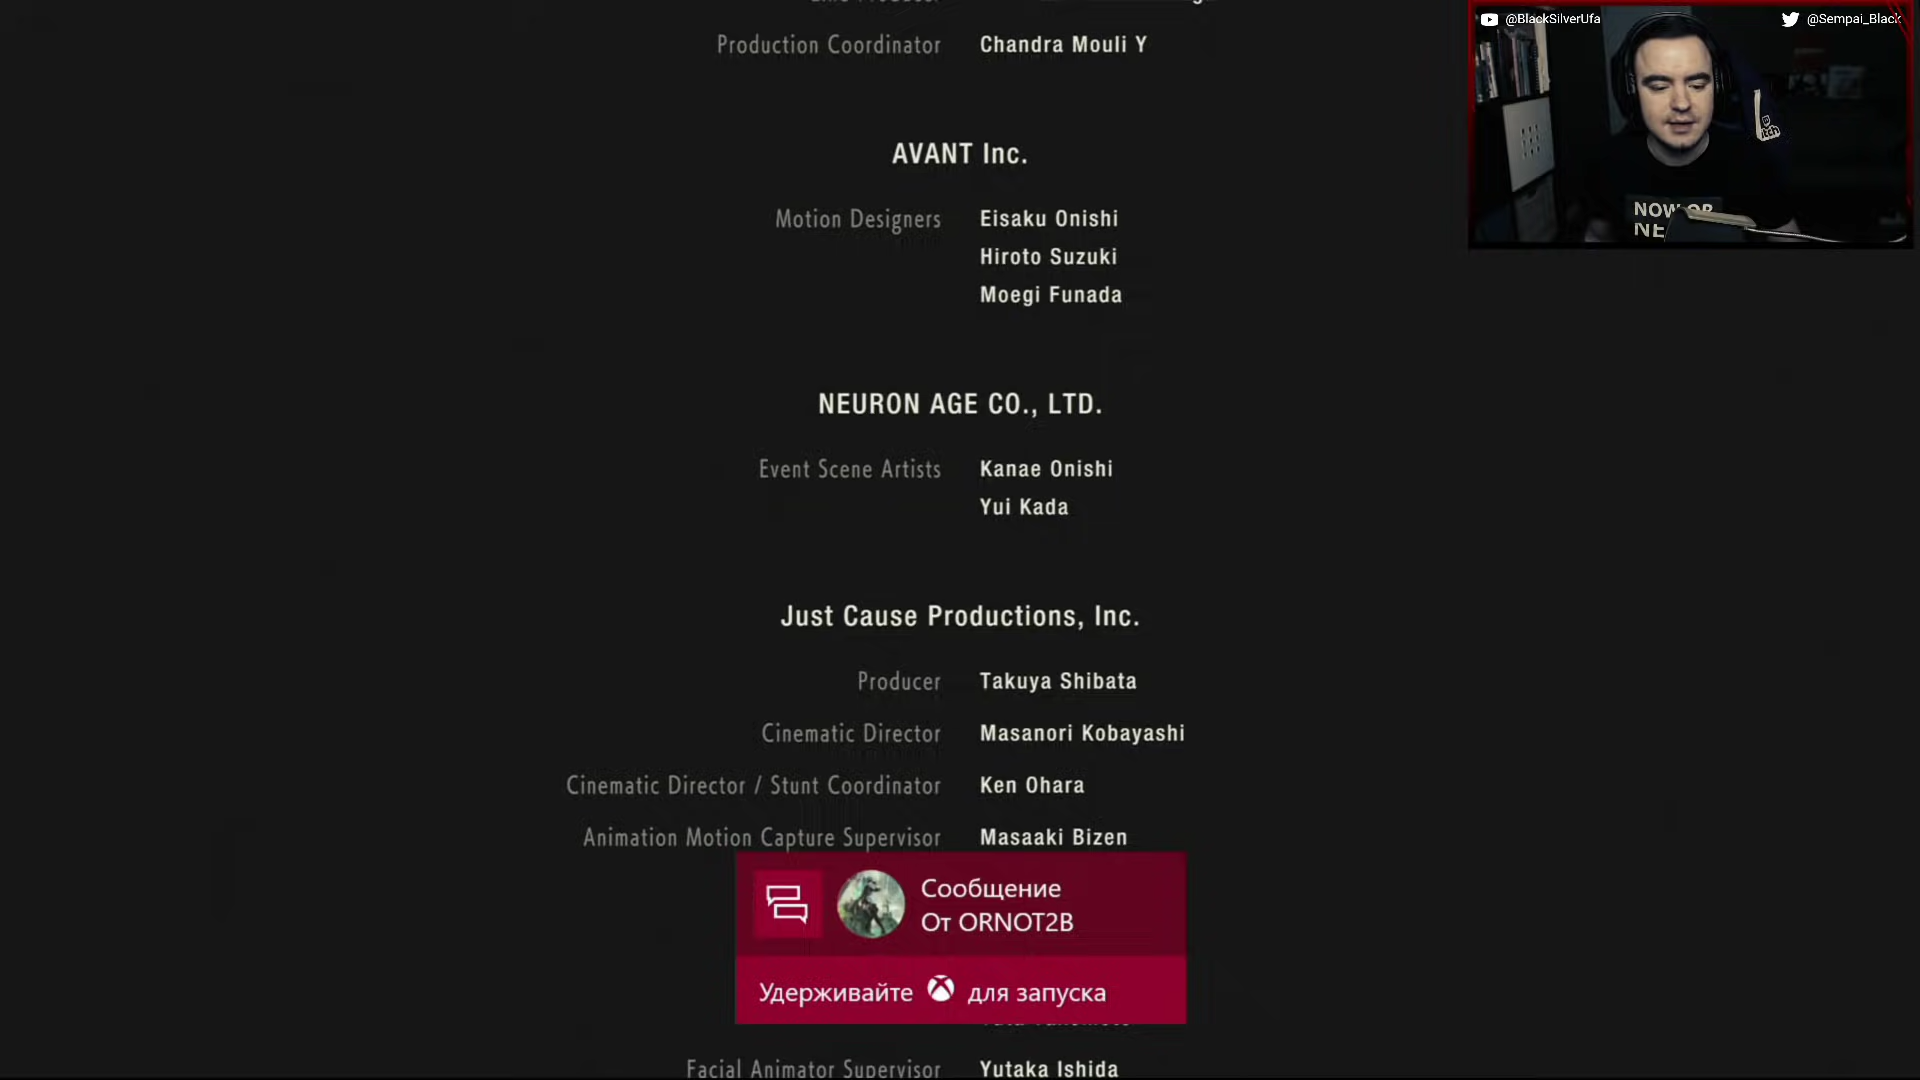 @BlackSilverUfa
@Sempai_Black
Production Coordinator Chandra Mouli Y
AVANT Inc.
Motion Designers Eisaku Onishi
Hiroto Suzuki
Moegi Funada
NOW OR
NE
NEURON AGE CO., LTD.
Event Scene Artists Kanae Onishi
Yui Kada
Just Cause Productions, Inc.
Producer Takuya Shibata
Cinematic Director Masanori Kobayashi
Cinematic Director / Stunt Coordinator Ken Ohara
Animation Motion Capture Supervisor Masaaki Bizen
Сообщение
От ORNOT2B
Удерживайте для запуска
Facial Animator Supervisor Yutaka Ishida